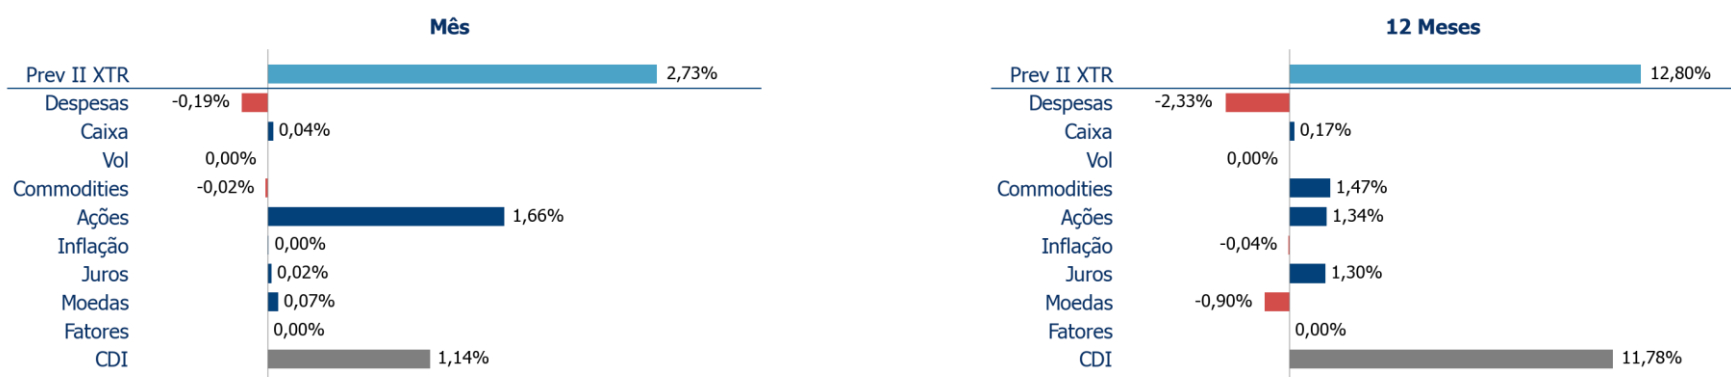 Mês
Prev II XTR 2,73%
Despesas -0,19%
Caixa 0,04%
Vol 0,00%
Commodities -0,02%
Ações 1,66%
Inflação 0,00%
Juros 0,02%
Moedas 0,07%
Fatores 0,00%
CDI 1,14%
12 Meses
Prev II XTR 12,80%
Despesas -2,33%
Caixa 0,17%
Vol 0,00%
Commodities 1,47%
Ações 1,34%
Inflação -0,04%
Juros 1,30%
Moedas -0,90%
Fatores 0,00%
CDI 11,78%